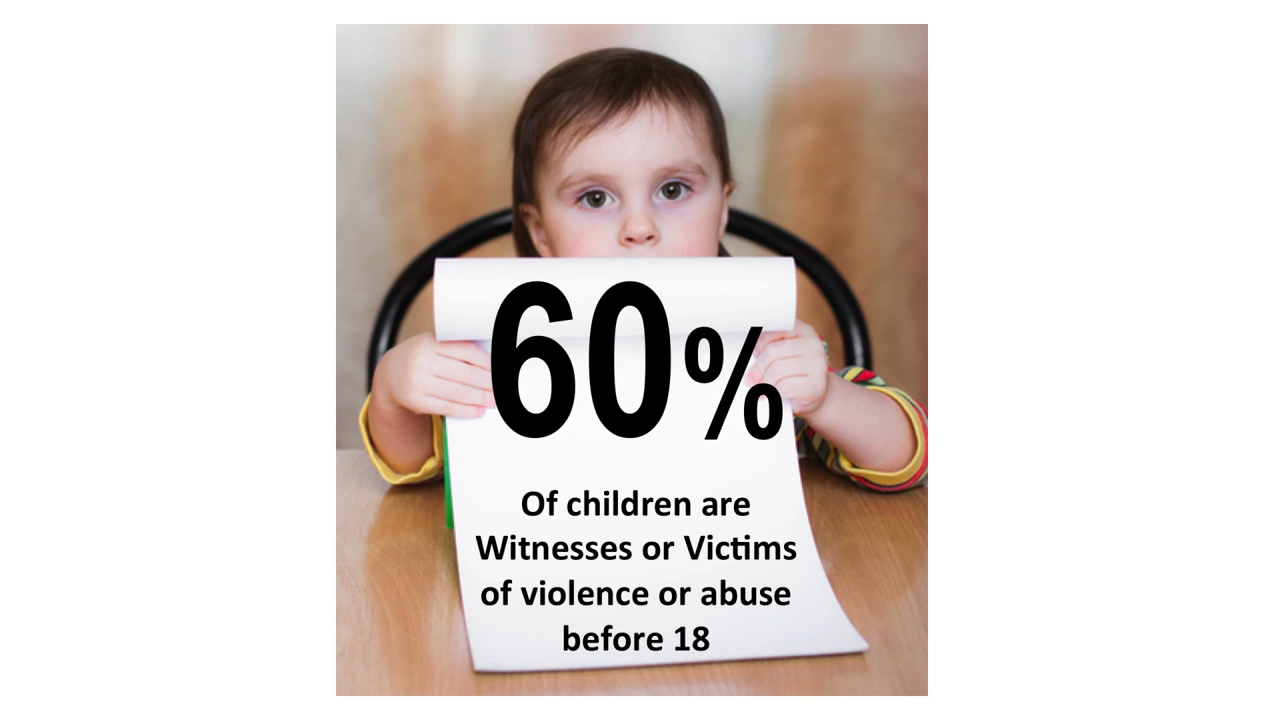 60%
Of children are
Witnesses or Victims
of violence or abuse
before 18